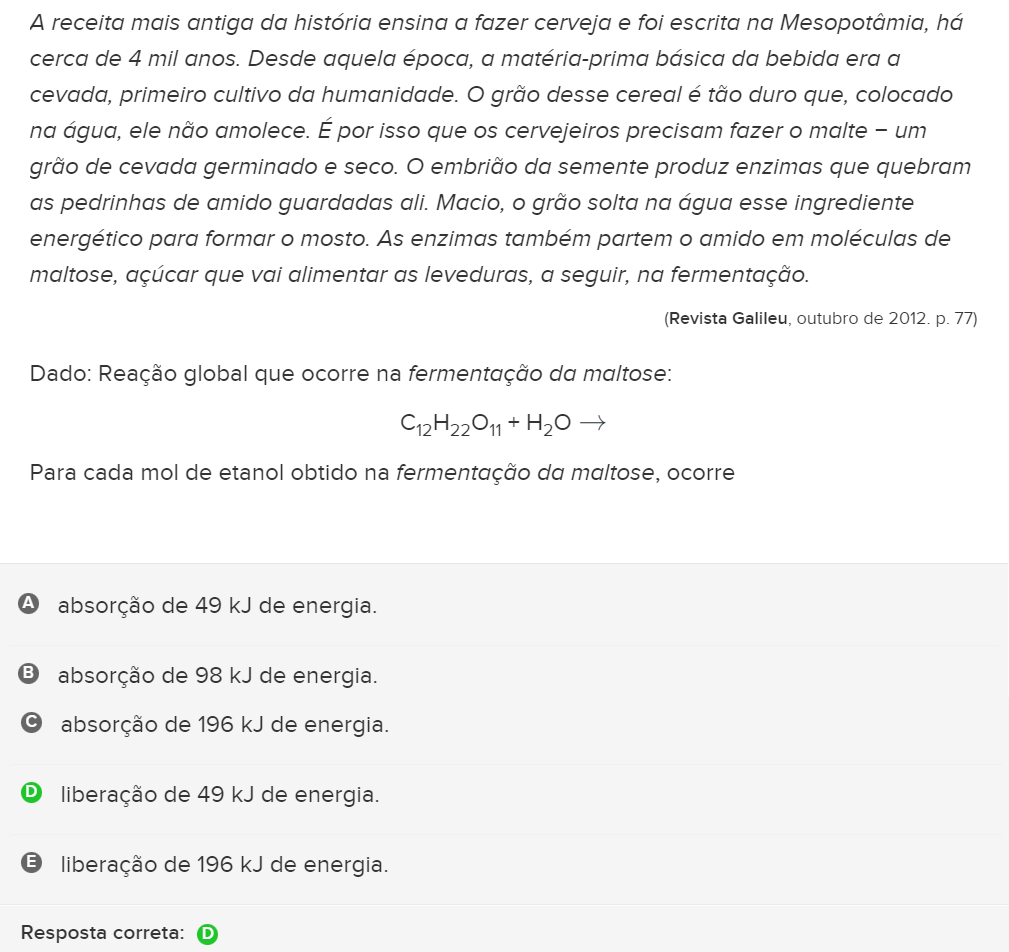 A receita mais antiga da história ensina a fazer cerveja e foi escrita na Mesopotâmia, há
cerca de 4 mil anos. Desde aquela época, a matéria-prima básica da bebida era a
cevada, primeiro cultivo da humanidade. O grão desse cereal é tão duro que, colocado
na água, ele não amolece. É por isso que os cervejeiros precisam fazer o malte – um
grão de cevada germinado e seco. O embrião da semente produz enzimas que quebram
as pedrinhas de amido guardadas ali. Macio, o grão solta na água esse ingrediente
energético para formar o mosto. As enzimas também partem o amido em moléculas de
maltose, açúcar que vai alimentar as leveduras, a seguir, na fermentação.
(Revista Galileu, outubro de 2012. p. 77)
Dado: Reação global que ocorre na fermentação da maltose:
C₁₂H₂₂O₁₁ + H₂O →
Para cada mol de etanol obtido na fermentação da maltose, ocorre
A absorção de 49 kJ de energia.
B absorção de 98 kJ de energia.
C absorção de 196 kJ de energia.
D liberação de 49 kJ de energia.
E liberação de 196 kJ de energia.
Resposta correta: D